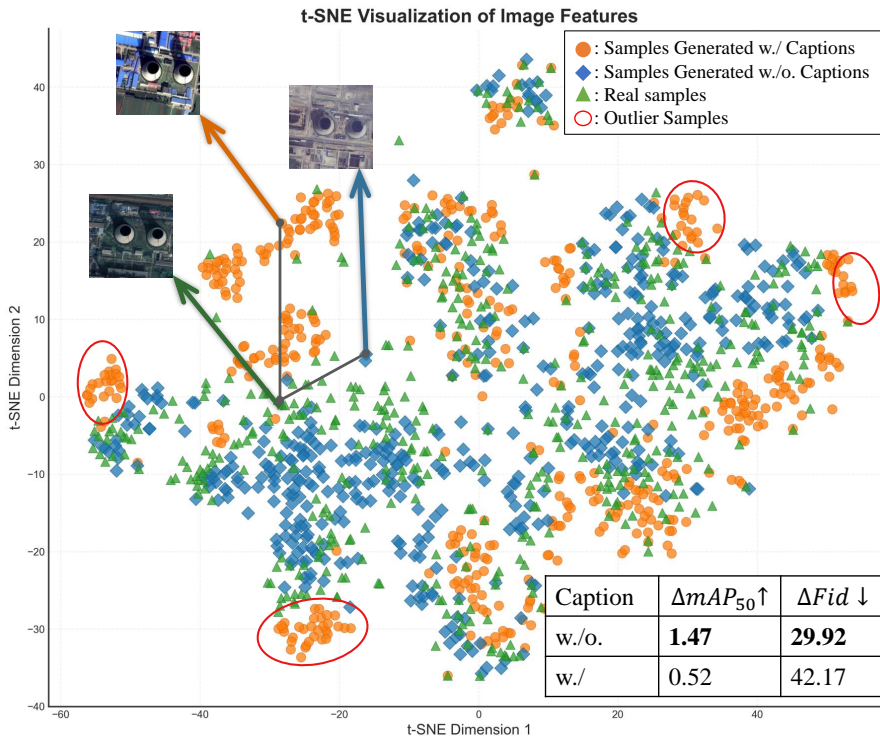 t-SNE Visualization of Image Features
: Samples Generated w./ Captions
: Samples Generated w./o. Captions
: Real samples
: Outlier Samples
t-SNE Dimension 2
40
30
20
10
0
−10
−20
−30
−40
−60
−40
−20
0
20
40
t-SNE Dimension 1
Caption ΔmAP₅₀↑ ΔFid ↓
w./o. 1.47 29.92
w./ 0.52 42.17